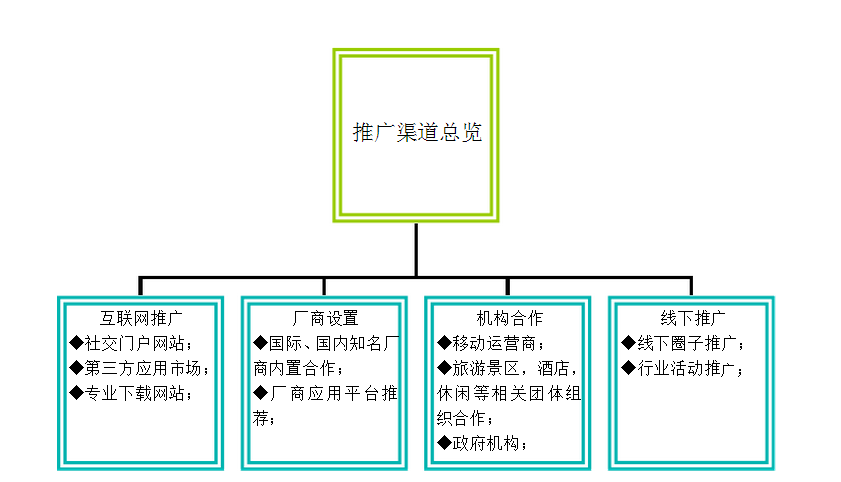 推广渠道总览
互联网推广
◆社交门户网站；
◆第三方应用市场；
◆专业下载网站；
厂商设置
◆国际、国内知名厂
商内置合作；
◆厂商应用平台推
荐；
机构合作
◆移动运营商；
◆旅游景区，酒店，
休闲等相关团体组
织合作；
◆政府机构；
线下推广
◆线下圈子推广；
◆行业活动推广；